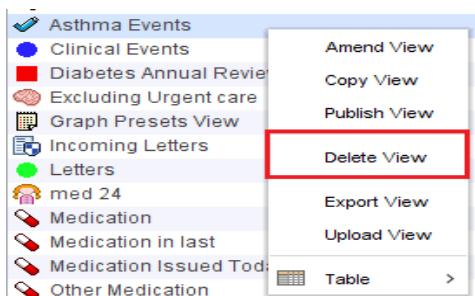 Asthma Events
Clinical Events
Diabetes Annual Revie
Excluding Urgent care
Graph Presets View
Incoming Letters
Letters
med 24
Medication
Medication in last
Medication Issued Toda
Other Medication
Amend View
Copy View
Publish View
Delete View
Export View
Upload View
Table >